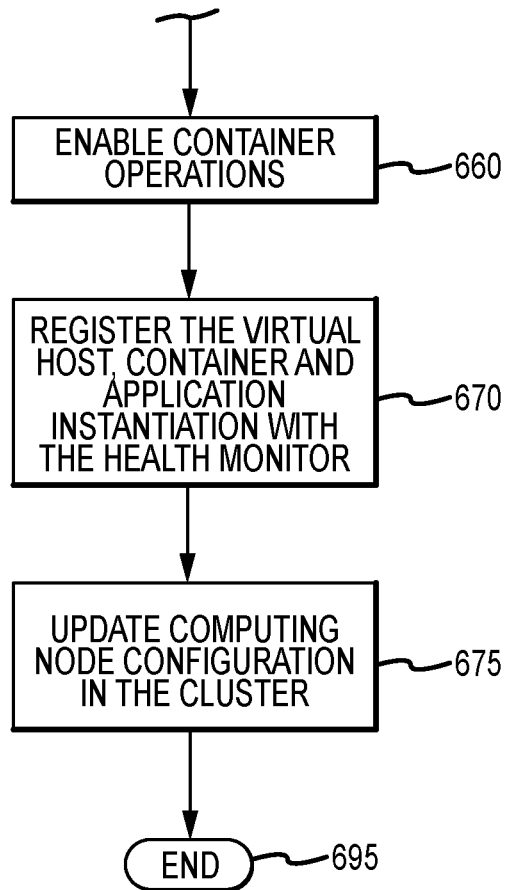 ENABLE CONTAINER
OPERATIONS
660
REGISTER THE VIRTUAL
HOST, CONTAINER AND
APPLICATION
INSTANTIATION WITH
THE HEALTH MONITOR
670
UPDATE COMPUTING
NODE CONFIGURATION
IN THE CLUSTER
675
END
695